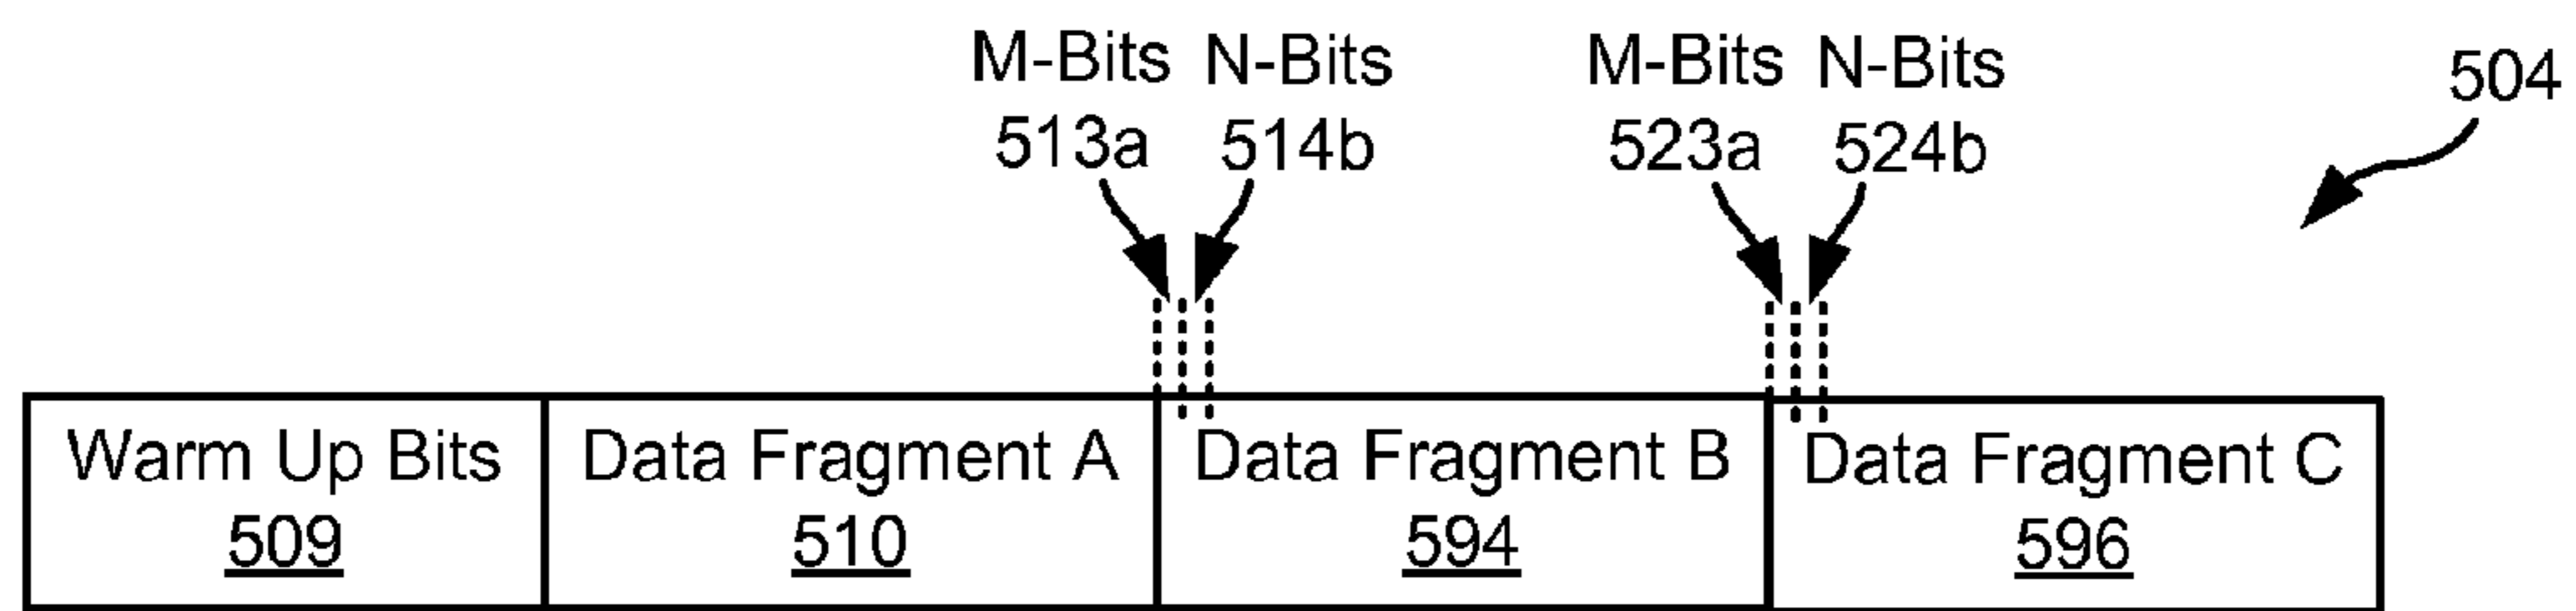 M-Bits N-Bits M-Bits N-Bits 504
513a 514b 523a 524b
Warm Up Bits Data Fragment A Data Fragment B Data Fragment C
509 510 594 596